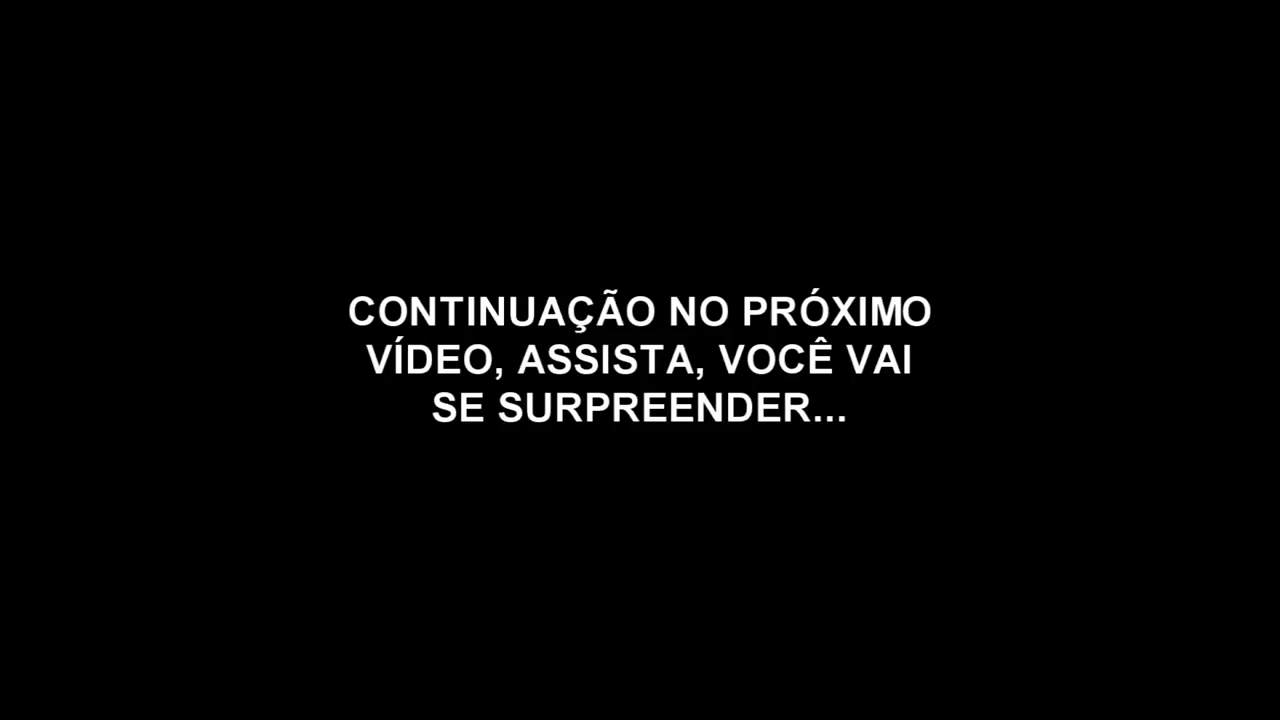 CONTINUAÇÃO NO PRÓXIMO
VÍDEO, ASSISTA, VOCÊ VAI
SE SURPREENDER...